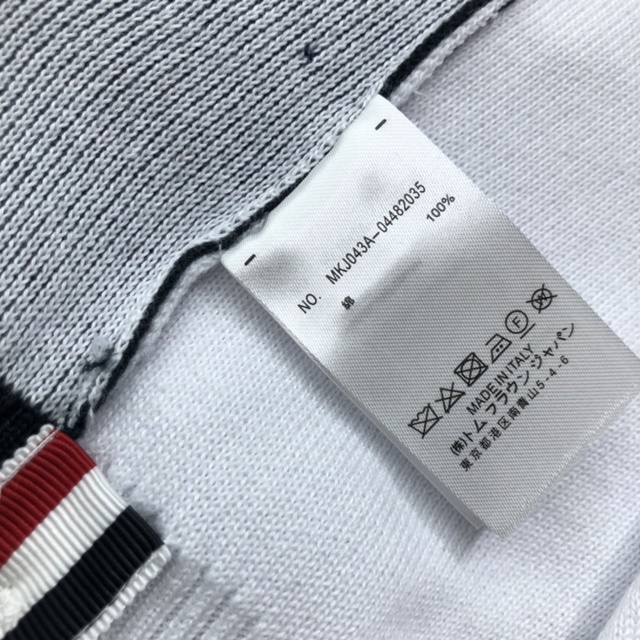 NO. MKJ043A-04482035
綿 100%
MADE IN ITALY
(株)トム ブラウン・ジャパン
東京都港区南青山5-4-6